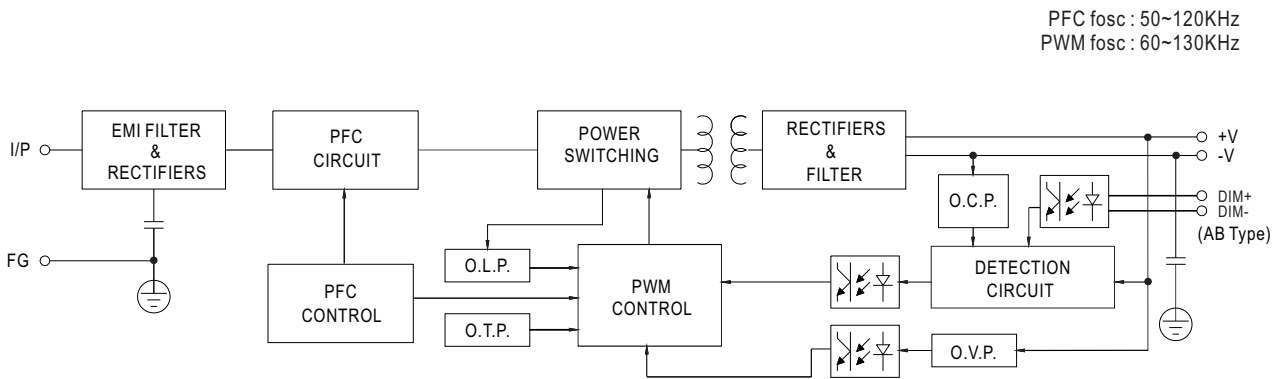 PFC fosc : 50~120KHz
PWM fosc : 60~130KHz
I/P
EMI FILTER
&
RECTIFIERS
PFC
CIRCUIT
POWER
SWITCHING
RECTIFIERS
&
FILTER
+V
-V
DIM+
DIM-
(AB Type)
O.C.P.
FG
O.L.P.
PFC
CONTROL
PWM
CONTROL
DETECTION
CIRCUIT
O.T.P.
O.V.P.